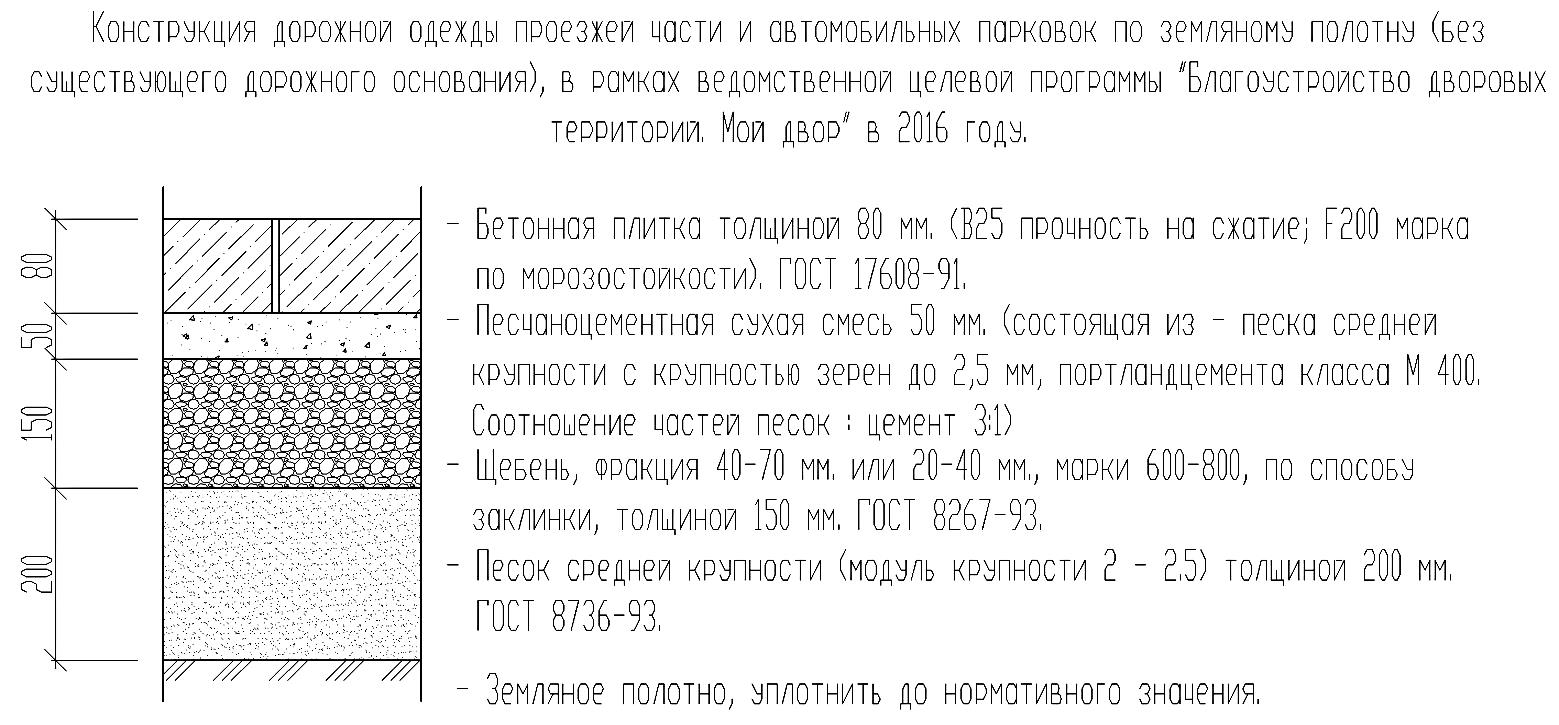 Конструкция дорожной одежды проезжей части и автомобильных парковок по земляному полотну (без
существующего дорожного основания), в рамках ведомственной целевой программы "Благоустройство дворовых
территорий. Мой двор" в 2016 году.
80
- Бетонная плитка толщиной 80 мм. (В25 прочность на сжатие; F200 марка
по морозостойкости). ГОСТ 17608-91.
50
- Песчаноцементная сухая смесь 50 мм. (состоящая из - песка средней
крупности с крупностью зерен до 2,5 мм, портландцемента класса М 400.
Соотношение частей песок : цемент 3:1)
150
- Щебень, фракция 40-70 мм. или 20-40 мм., марки 600-800, по способу
заклинки, толщиной 150 мм. ГОСТ 8267-93.
200
- Песок средней крупности (модуль крупности 2 - 2.5) толщиной 200 мм.
ГОСТ 8736-93.
- Земляное полотно, уплотнить до нормативного значения.